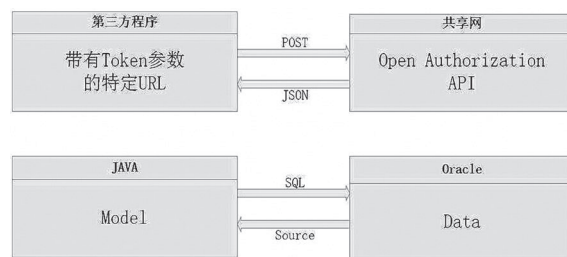 第三方程序
共享网
带有Token参数
的特定URL
POST
JSON
Open Authorization
API
JAVA
Oracle
Model
SQL
Source
Data